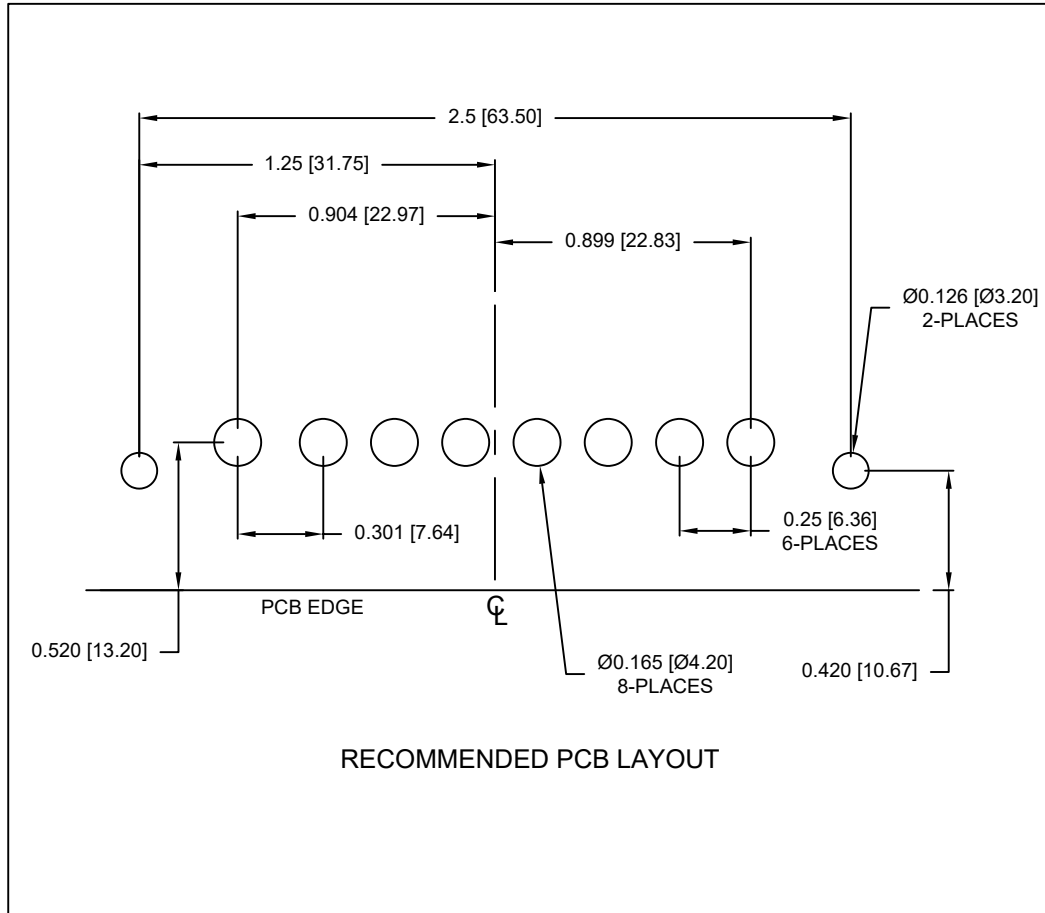 2.5 [63.50]
1.25 [31.75]
0.904 [22.97]
0.899 [22.83]
Ø0.126 [Ø3.20]
2-PLACES
0.301 [7.64]
0.25 [6.36]
6-PLACES
PCB EDGE
℄
0.520 [13.20]
Ø0.165 [Ø4.20]
8-PLACES
0.420 [10.67]
RECOMMENDED PCB LAYOUT